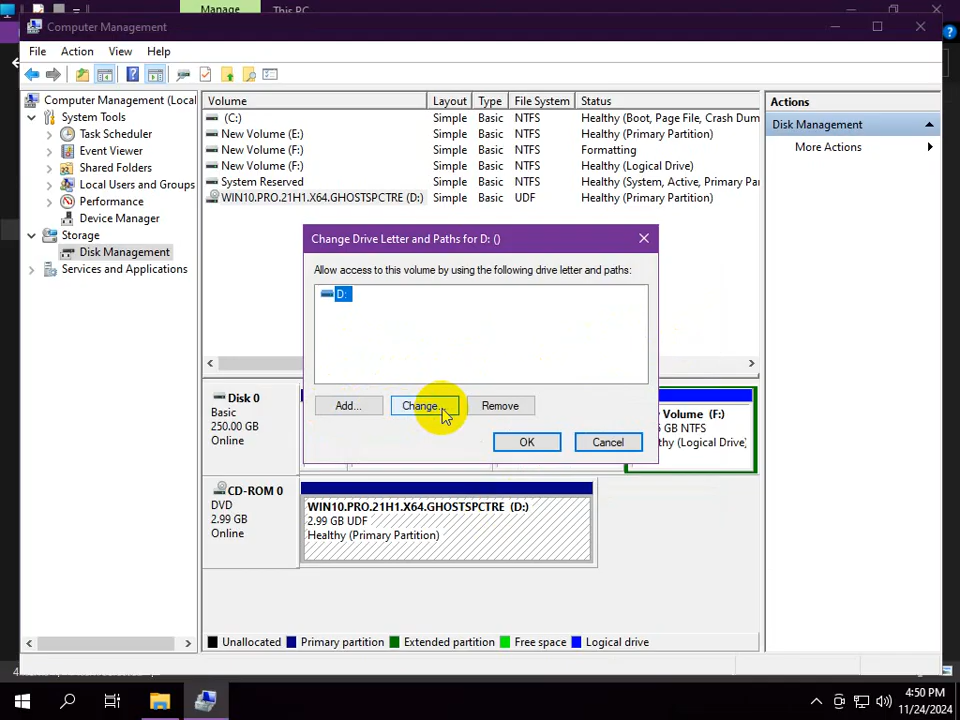 Manage
This PC
Computer Management
File Action View Help
Computer Management (Local
System Tools
Task Scheduler
Event Viewer
Shared Folders
Local Users and Groups
Performance
Device Manager
Storage
Disk Management
Services and Applications
Volume Layout Type File System Status
(C:) Simple Basic NTFS Healthy (Boot, Page File, Crash Dum
New Volume (E:) Simple Basic NTFS Healthy (Primary Partition)
New Volume (F:) Simple Basic NTFS Formatting
New Volume (F:) Simple Basic NTFS Healthy (Logical Drive)
System Reserved Simple Basic NTFS Healthy (System, Active, Primary Pa
WIN10.PRO.21H1.X64.GHOSTSPCTRE (D:) Simple Basic UDF Healthy (Primary Partition)
Actions
Disk Management
More Actions
Change Drive Letter and Paths for D: ()
Allow access to this volume by using the following drive letter and paths:
D:
Add... Change... Remove
OK Cancel
Disk 0
Basic
250.00 GB
Online
Volume (F:)
GB NTFS
hy (Logical Drive)
CD-ROM 0
DVD
2.99 GB
Online
WIN10.PRO.21H1.X64.GHOSTSPCTRE (D:)
2.99 GB UDF
Healthy (Primary Partition)
Unallocated Primary partition Extended partition Free space Logical drive
4:50 PM
11/24/2024